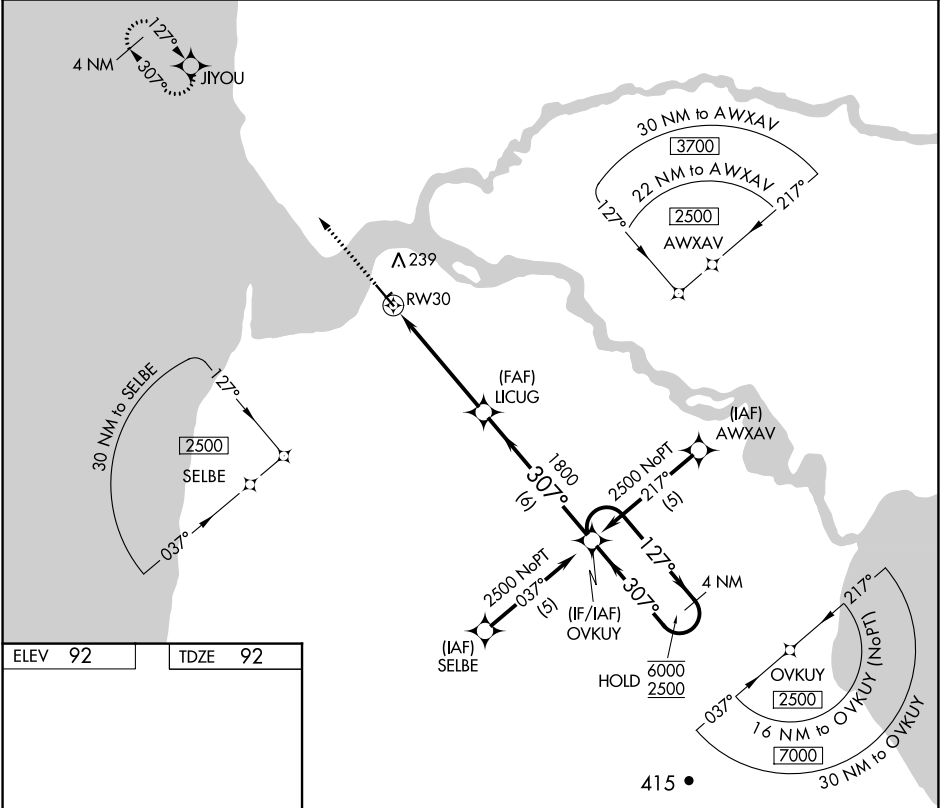 127°
4 NM
307°
JIYOU
30 NM to AWXAV
3700
22 NM to AWXAV
127°
217°
2500
AWXAV
239
RW30
(FAF)
LICUG
30 NM to SELBE
127°
2500
SELBE
037°
(IAF)
AWXAV
1800
307°
(6)
2500 NoPT
217°
(5)
127°
4 NM
307°
2500 NoPT
037°
(5)
(IF/IAF)
OVKUY
(IAF)
SELBE
HOLD
6000
2500
217°
OVKUY
2500
037°
16 NM to OVKUY (NoPT)
7000
30 NM to OVKUY
ELEV 92
TDZE 92
415